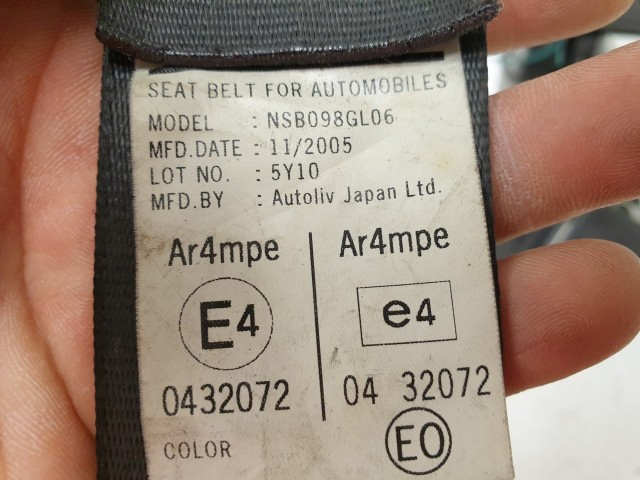 SEAT BELT FOR AUTOMOBILES
MODEL : NSB098GL06
MFD.DATE : 11/2005
LOT NO. : 5Y10
MFD.BY : Autoliv Japan Ltd.
Ar4mpe Ar4mpe
E4 e4
0432072 04 32072
COLOR EO